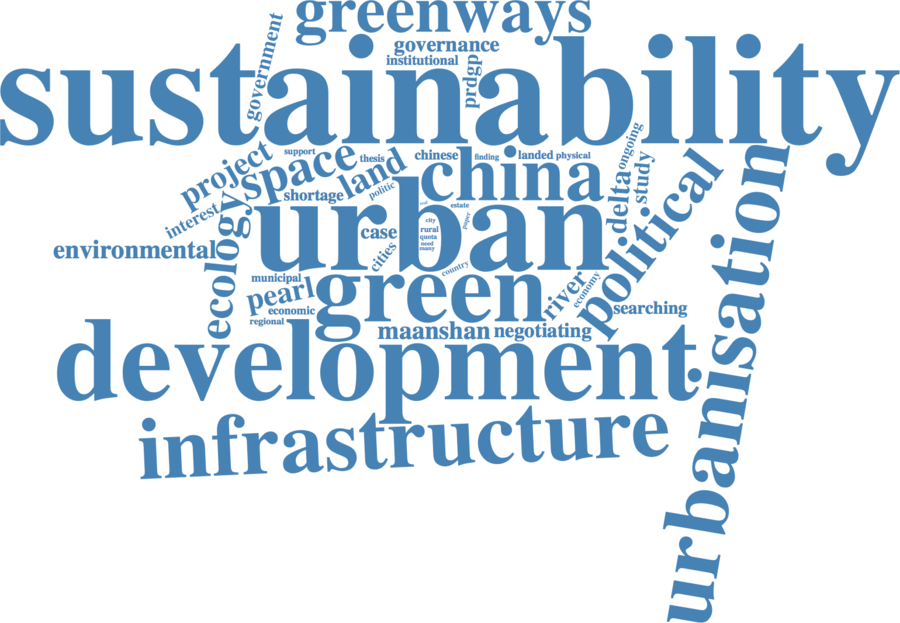 greenways
government
governance
institutional
prdgp
sustainability
support
thesis
chinese
finding
landed
physical
ongoing
project
space
land
china
study
delta
political
urbanisation
shortage
politic
estate
interest
ecology
urban
case
city
rural
quota
need
many
paper
cities
country
environmental
municipal
pearl
economic
regional
green
river
economy
searching
maanshan
negotiating
development
infrastructure